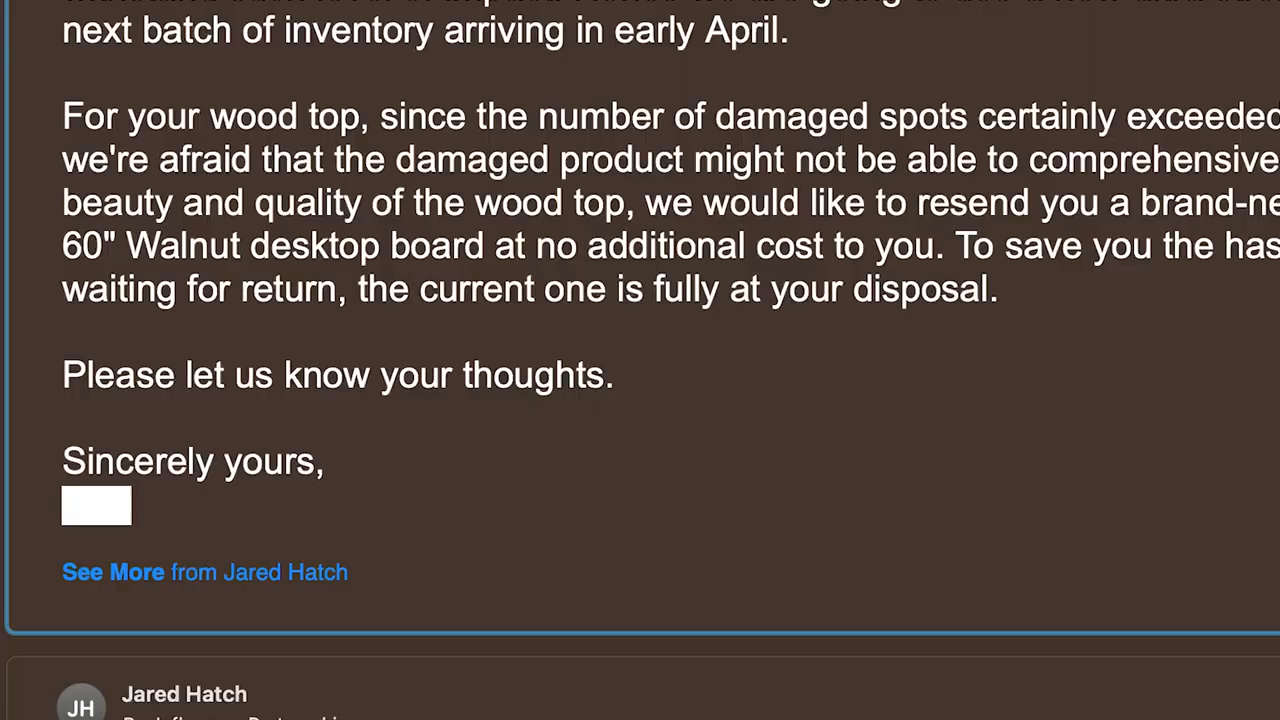 next batch of inventory arriving in early April.
For your wood top, since the number of damaged spots certainly exceeded
we're afraid that the damaged product might not be able to comprehensive
beauty and quality of the wood top, we would like to resend you a brand-ne
60" Walnut desktop board at no additional cost to you. To save you the has
waiting for return, the current one is fully at your disposal.
Please let us know your thoughts.
Sincerely yours,
See More from Jared Hatch
Jared Hatch
JH